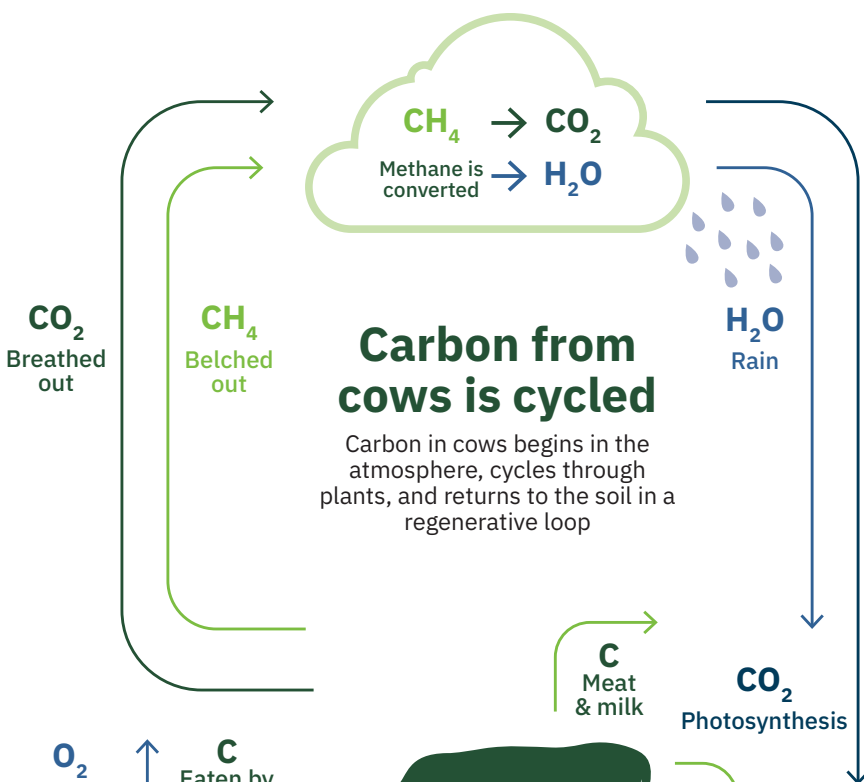 CH₄ → CO₂
Methane is → H₂O
converted
CO₂
Breathed
out
CH₄
Belched
out
Carbon from
cows is cycled
Carbon in cows begins in the
atmosphere, cycles through
plants, and returns to the soil in a
regenerative loop
H₂O
Rain
C
Meat
& milk
CO₂
Photosynthesis
O₂
C
Eaten by